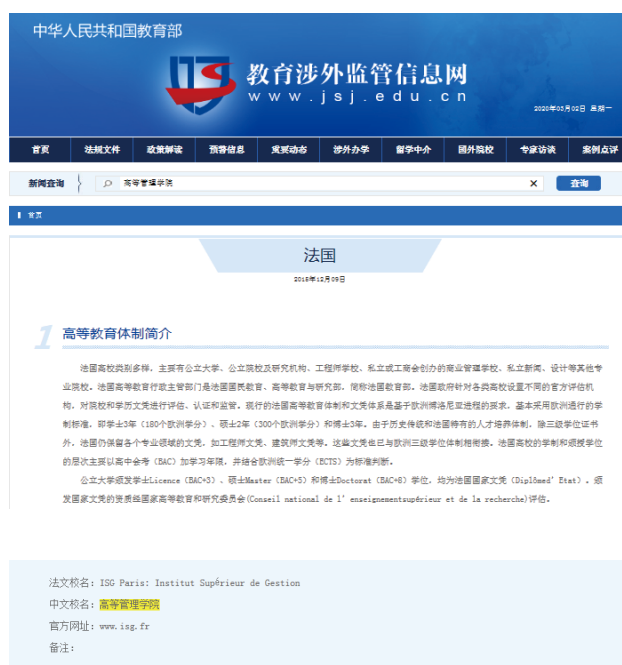 中华人民共和国教育部
教育涉外监管信息网
www.jsj.edu.cn
2020年03月02日 星期一
首页 法规文件 政策解读 预警信息 重要动态 涉外办学 留学中介 国外院校 专家访谈 案例点评
新闻查询 高等管理学院 × 查询
首页
法国
2015年12月09日
1 高等教育体制简介
法国高校类别多样，主要有公立大学、公立院校及研究机构、工程师学校、私立或工商会创办的商业管理学校、私立新闻、设计等其他专
业院校。法国高等教育行政主管部门是法国国民教育、高等教育与研究部，简称法国教育部。法国政府针对各类高校设置不同的官方评估机
构，对院校和学历文凭进行评估、认证和监管。现行的法国高等教育体制和文凭体系是基于欧洲博洛尼亚进程的要求，基本采用欧洲通行的学
制标准，即学士3年（180个欧洲学分）、硕士2年（300个欧洲学分）和博士3年。由于历史传统和法国特有的人才培养体制，除三级学位证书
外，法国仍保留各个专业领域的文凭，如工程师文凭、建筑师文凭等。这些文凭也已与欧洲三级学位体制相衔接。法国高校的学制和颁授学位
的层次主要以高中会考（BAC）加学习年限，并结合欧洲统一学分（ECTS）为标准判断。
公立大学颁发学士Licence（BAC+3）、硕士Master（BAC+5）和博士Doctorat（BAC+8）学位，均为法国国家文凭（Diplômed’Etat）。颁
发国家文凭的资质经国家高等教育和研究委员会(Conseil national de l’enseignementsupérieur et de la recherche)评估。
法文校名：ISG Paris: Institut Supérieur de Gestion
中文校名：高等管理学院
官方网址：www.isg.fr
备注：